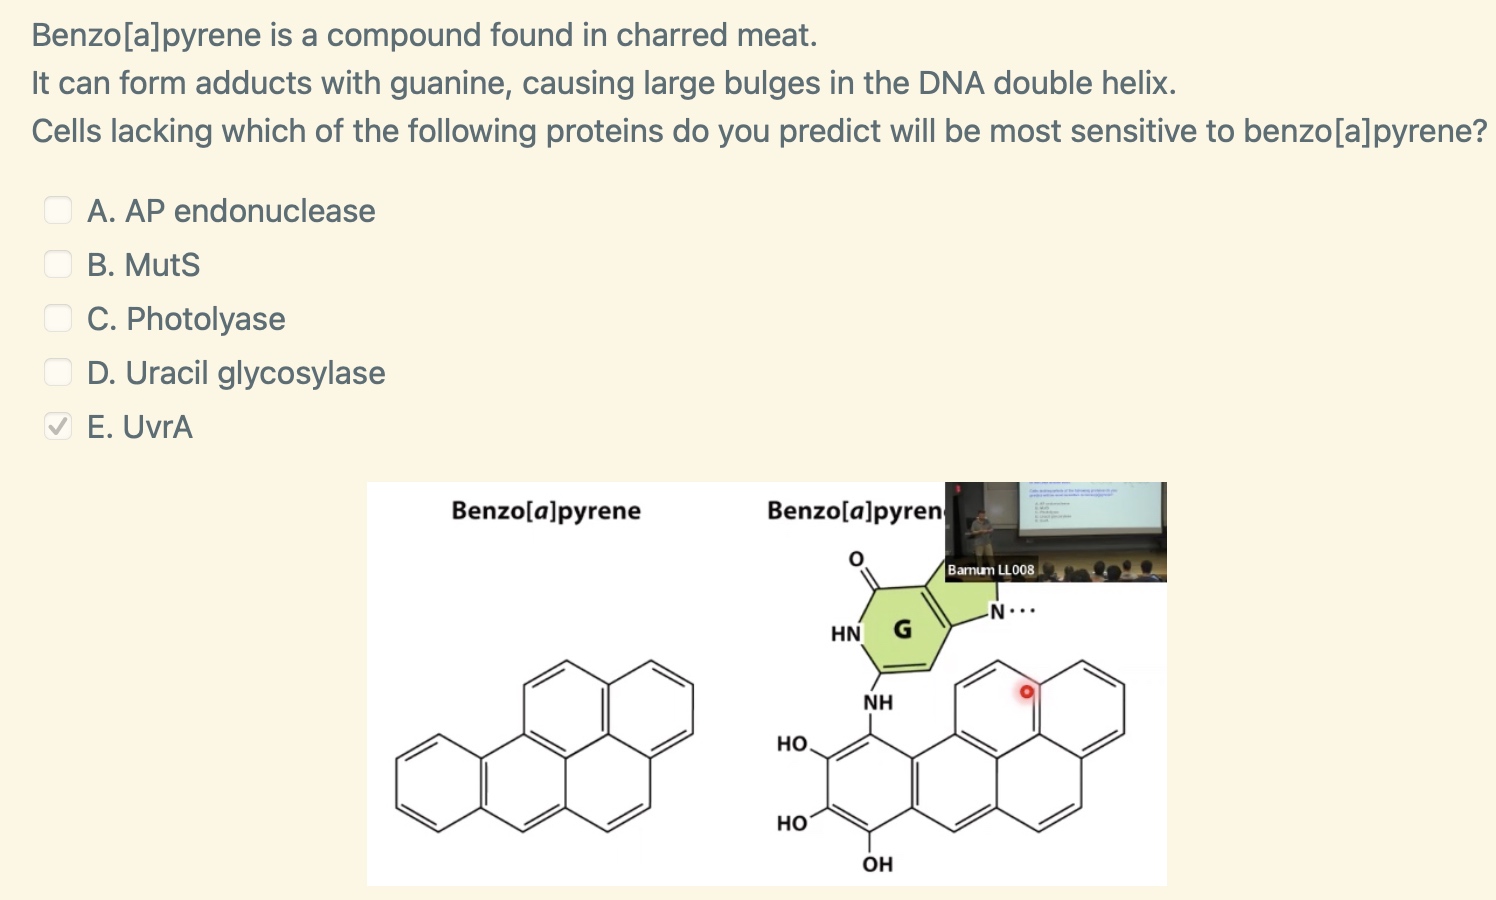 Benzo[a]pyrene is a compound found in charred meat.
It can form adducts with guanine, causing large bulges in the DNA double helix.
Cells lacking which of the following proteins do you predict will be most sensitive to benzo[a]pyrene?
A. AP endonuclease
B. MutS
C. Photolyase
D. Uracil glycosylase
E. UvrA
Benzo[a]pyrene
Benzo[a]pyren
Barnum LL008
O
N
HN
G
NH
HO
HO
OH